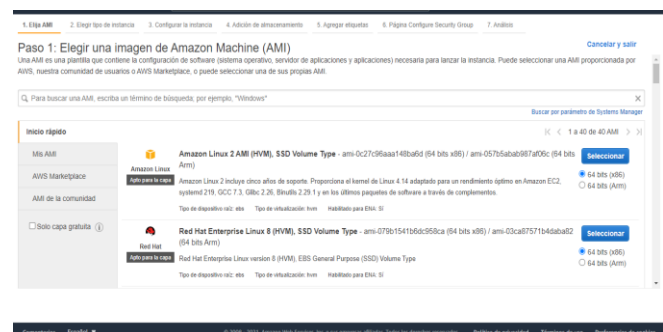 1. Elija AMI 2. Elegir tipo de instancia 3. Configurar la instancia 4. Adición de almacenamiento 5. Agregar etiquetas 6. Página Configure Security Group 7. Análisis
Paso 1: Elegir una imagen de Amazon Machine (AMI)
Cancelar y salir
Una AMI es una plantilla que contiene la configuración de software (sistema operativo, servidor de aplicaciones y aplicaciones) necesaria para lanzar la instancia. Puede seleccionar una AMI proporcionada por
AWS, nuestra comunidad de usuarios o AWS Marketplace, o puede seleccionar una de sus propias AMI.
Para buscar una AMI, escriba un término de búsqueda; por ejemplo, "Windows"
Buscar por parámetro de Systems Manager
Inicio rápido
1 a 40 de 40 AMI
Mis AMI
AWS Marketplace
AMI de la comunidad
Solo capa gratuita
Amazon Linux
Apto para la capa
Amazon Linux 2 AMI (HVM), SSD Volume Type - ami-0c27c96aaa148ba6d (64 bits x86) / ami-057b5abab987af06c (64 bits
Arm)
Amazon Linux 2 incluye cinco años de soporte. Proporciona el kernel de Linux 4.14 adaptado para un rendimiento óptimo en Amazon EC2,
systemd 219, GCC 7.3, Glibc 2.26, Binutils 2.29.1 y en los últimos paquetes de software a través de complementos.
Tipo de dispositivo raíz: ebs Tipo de virtualización: hvm Habilitado para ENA: Sí
Seleccionar
64 bits (x86)
64 bits (Arm)
Red Hat
Apto para la capa
Red Hat Enterprise Linux 8 (HVM), SSD Volume Type - ami-079b1541b6dc958ca (64 bits x86) / ami-03ca87571b4daba82
(64 bits Arm)
Red Hat Enterprise Linux version 8 (HVM), EBS General Purpose (SSD) Volume Type
Tipo de dispositivo raíz: ebs Tipo de virtualización: hvm Habilitado para ENA: Sí
Seleccionar
64 bits (x86)
64 bits (Arm)